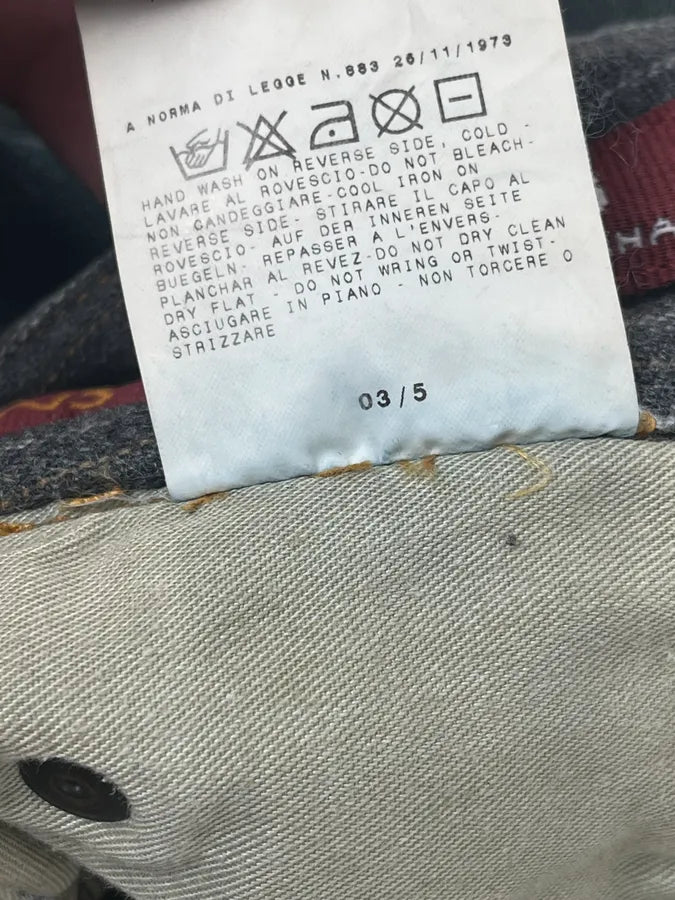 A NORMA DI LEGGE N.883 26/11/1973
HAND WASH ON REVERSE SIDE, COLD -
LAVARE AL ROVESCIO-DO NOT BLEACH-
NON CANDEGGIARE-COOL IRON ON
REVERSE SIDE- STIRARE IL CAPO AL
ROVESCIO- AUF DER INNEREN SEITE
BUEGELN- REPASSER A L'ENVERS-
PLANCHAR AL REVEZ-DO NOT DRY CLEAN
DRY FLAT - DO NOT WRING OR TWIST-
ASCIUGARE IN PIANO - NON TORCERE O
STRIZZARE
03/5
HA